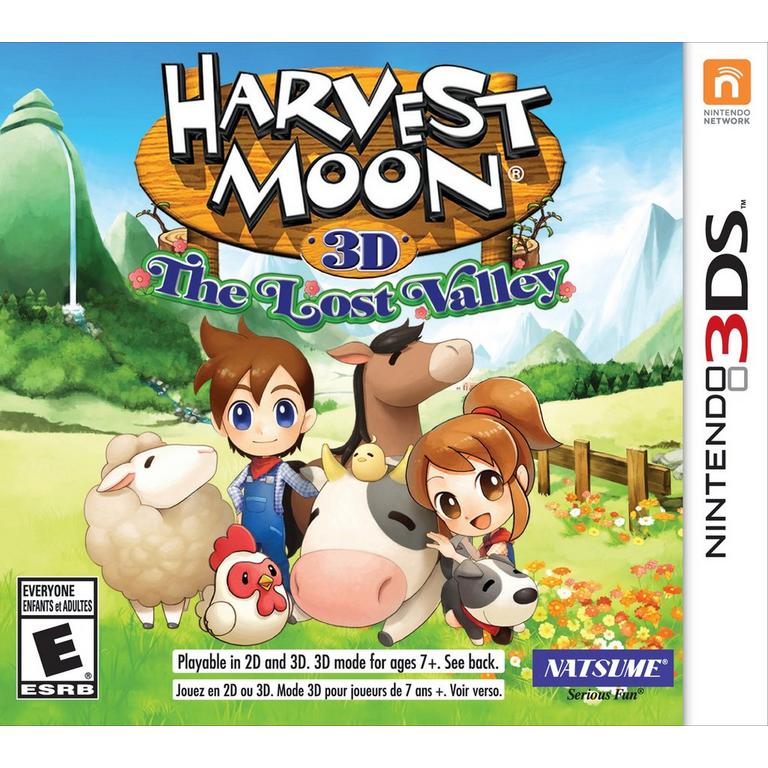 HARVEST
MOON®
3D
The Lost Valley
NINTENDO
NETWORK
NINTENDO 3DS™
EVERYONE
ENFANTS et ADULTES
E
ESRB
Playable in 2D and 3D. 3D mode for ages 7+. See back.
Jouez en 2D ou 3D. Mode 3D pour joueurs de 7 ans +. Voir verso.
NATSUME®
Serious Fun®